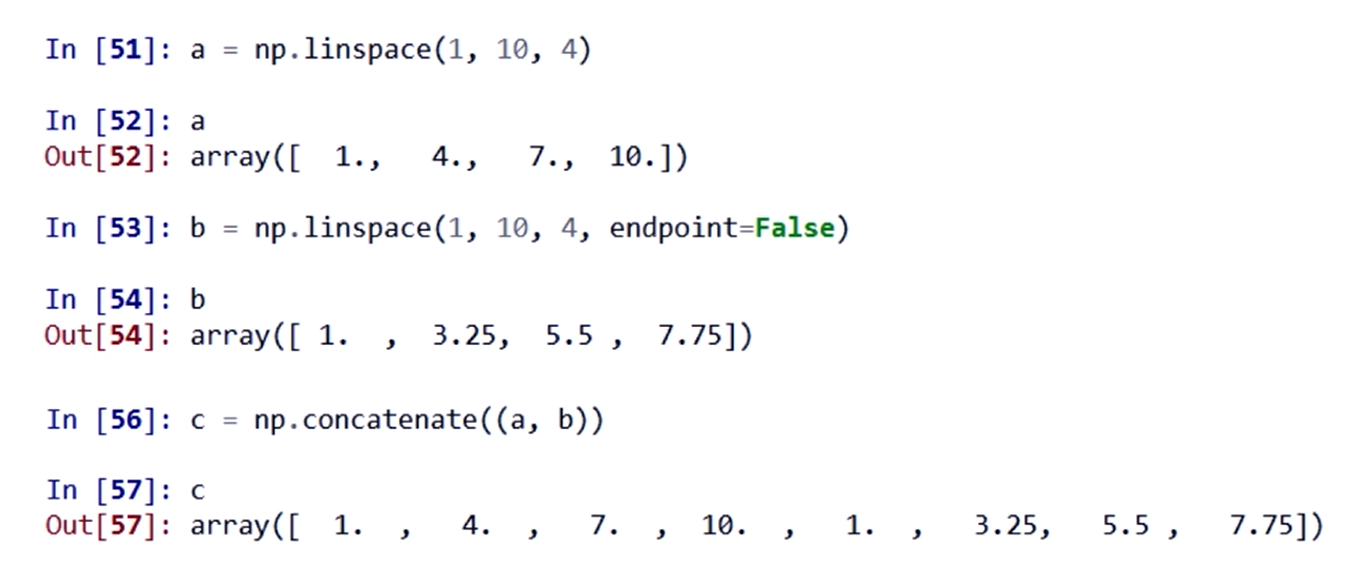 In [51]: a = np.linspace(1, 10, 4)
In [52]: a
Out[52]: array([  1.,   4.,   7.,  10.])
In [53]: b = np.linspace(1, 10, 4, endpoint=False)
In [54]: b
Out[54]: array([ 1.  ,  3.25,  5.5 ,  7.75])
In [56]: c = np.concatenate((a, b))
In [57]: c
Out[57]: array([  1.  ,   4.  ,   7.  ,  10.  ,   1.  ,   3.25,   5.5 ,   7.75])